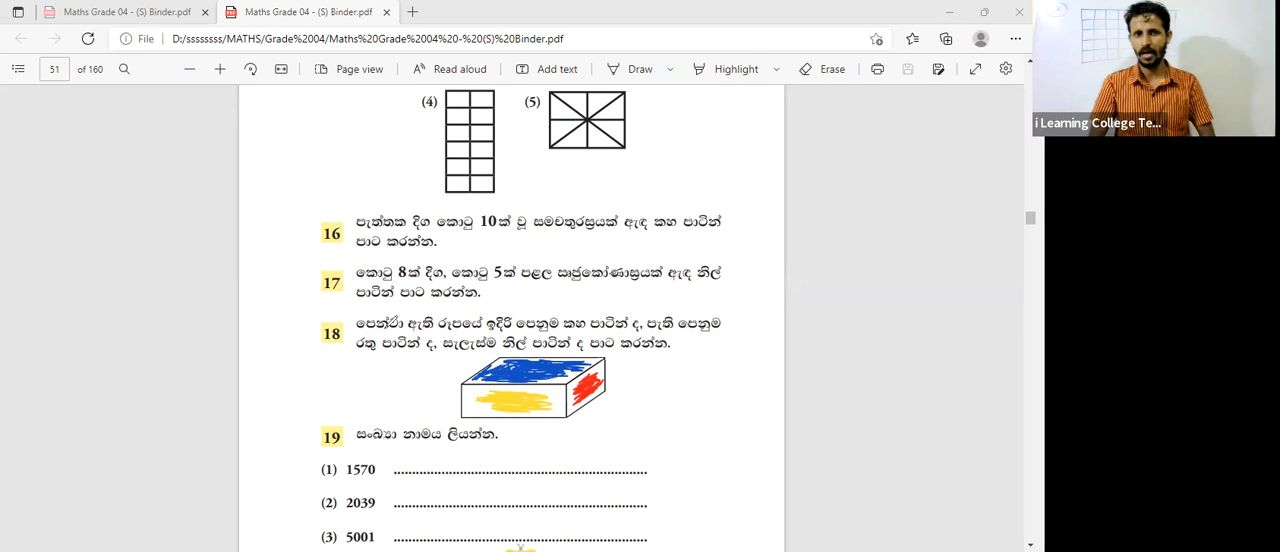 Maths Grade 04 - (S) Binder.pdf
Maths Grade 04 - (S) Binder.pdf
File
D:/ssssssss/MATHS/Grade%2004/Maths%20Grade%2004%20-%20(S)%20Binder.pdf
51 of 160
Page view
Read aloud
Add text
Draw
Highlight
Erase
i Learning College Te...
(4) (5)
16 පැත්තක දිග කොටු 10ක් වූ සමචතුරස්‍රයක් ඇඳ කහ පාටින්
පාට කරන්න.
17 කොටු 8ක් දිග, කොටු 5ක් පළල ඍජුකෝණාස්‍රයක් ඇඳ නිල්
පාටින් පාට කරන්න.
18 ඇති රූපයේ ඉදිරි පෙනුම කහ පාටින් ද, පැති පෙනුම
රතු පාටින් ද, සැලැස්ම නිල් පාටින් ද පාට කරන්න.
19 සංඛ්‍යා නාමය ලියන්න.
(1) 1570 ........................................................................
(2) 2039 ........................................................................
(3) 5001 ........................................................................